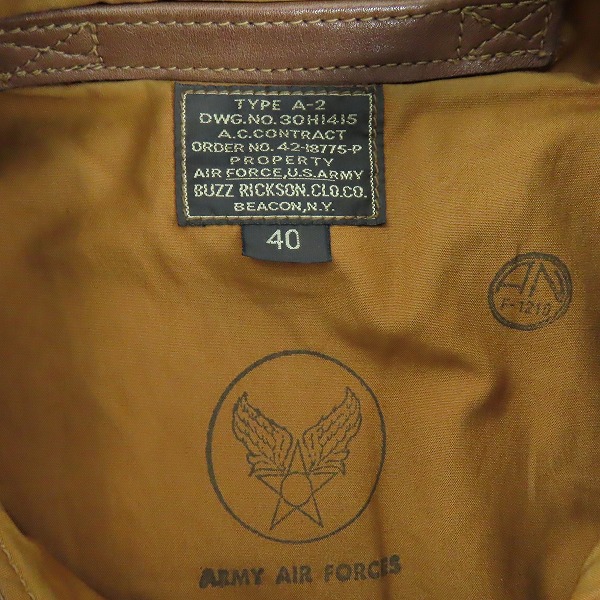 TYPE A-2
DWG. NO. 30H1415
A.C. CONTRACT
ORDER NO. 42-18775-P
PROPERTY
AIR FORCE, U.S. ARMY
BUZZ RICKSON. CLO. CO.
BEACON, N.Y.
40
AN
F-1210
ARMY AIR FORCES